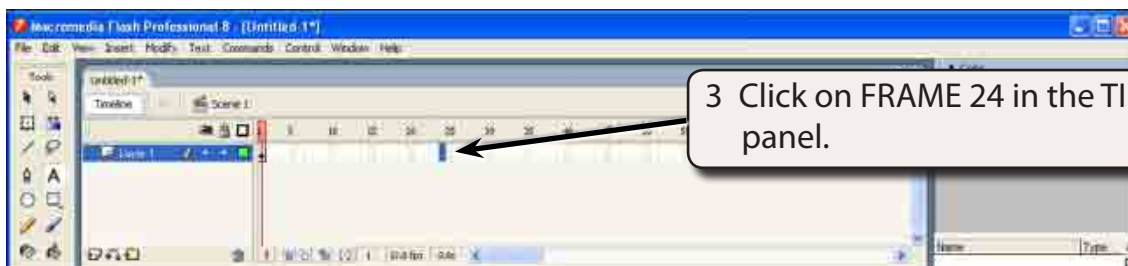 Macromedia Flash Professional 8 - [Untitled-1*]
File Edit View Insert Modify Text Commands Control Window Help
Tools
Untitled-1*
Timeline
Scene 1
3 Click on FRAME 24 in the TI
panel.
Layer 1
Name
Type